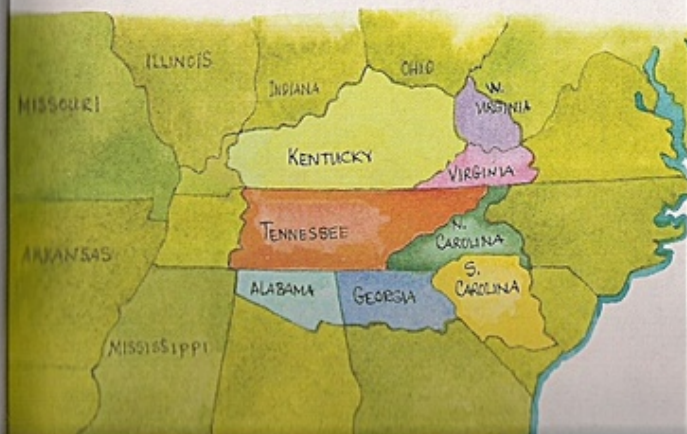 ILLINOIS
OHIO
INDIANA
MISSOURI
W.
VIRGINIA
KENTUCKY
VIRGINIA
TENNESSEE
N.
CAROLINA
ARKANSAS
S.
CAROLINA
ALABAMA
GEORGIA
MISSISSIPPI